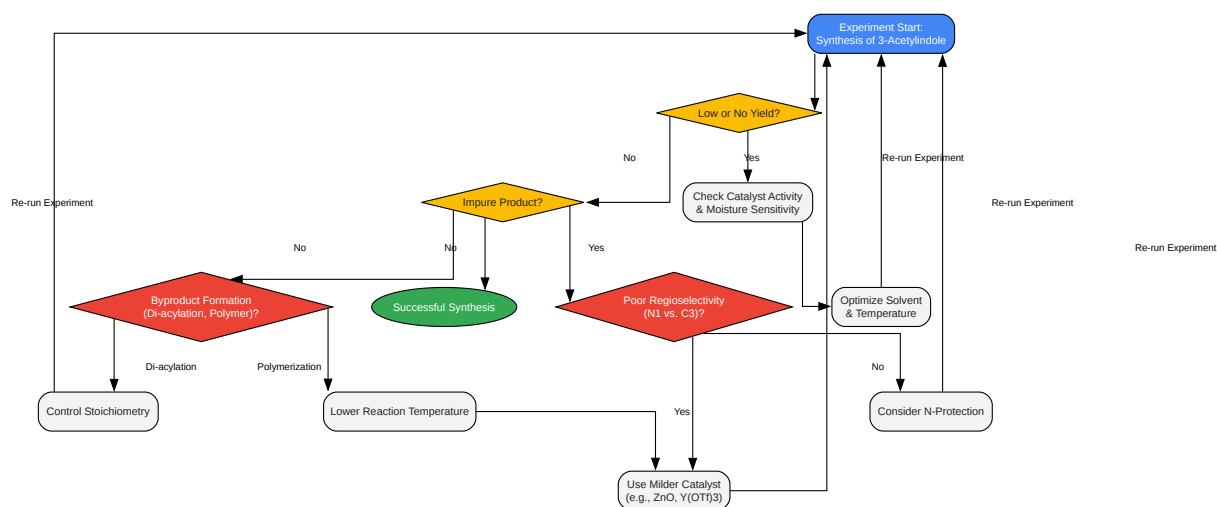 Experiment Start:
Synthesis of 3-Acetylindole
Low or No Yield?
No
Yes
Re-run Experiment
Check Catalyst Activity
& Moisture Sensitivity
Impure Product?
Re-run Experiment
Re-run Experiment
No
No
Yes
Re-run Experiment
Byproduct Formation
(Di-acylation, Polymer)?
Successful Synthesis
Poor Regioselectivity
(N1 vs. C3)?
Optimize Solvent
& Temperature
Di-acylation
Polymerization
No
Control Stoichiometry
Lower Reaction Temperature
Yes
Consider N-Protection
Use Milder Catalyst
(e.g., ZnO, Y(OTf)3)